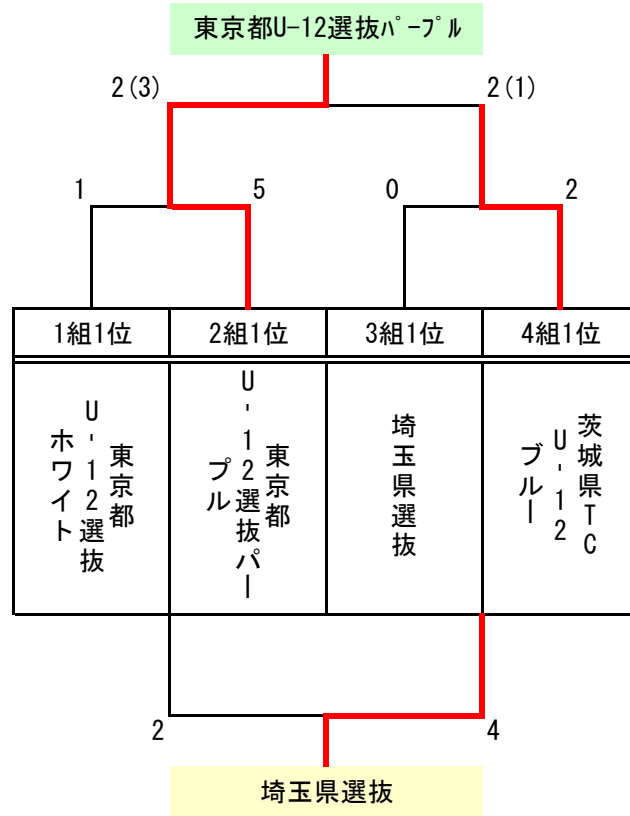 東京都U-12選抜ﾊﾟｰﾌﾟﾙ
2(3)
2(1)
1
5
0
2
1組1位
2組1位
3組1位
4組1位
東京都
U-12選抜
ホワイト
東京都
U-12選抜パー
プル
埼玉県選抜
茨城県TC
U-12
ブルー
2
4
埼玉県選抜